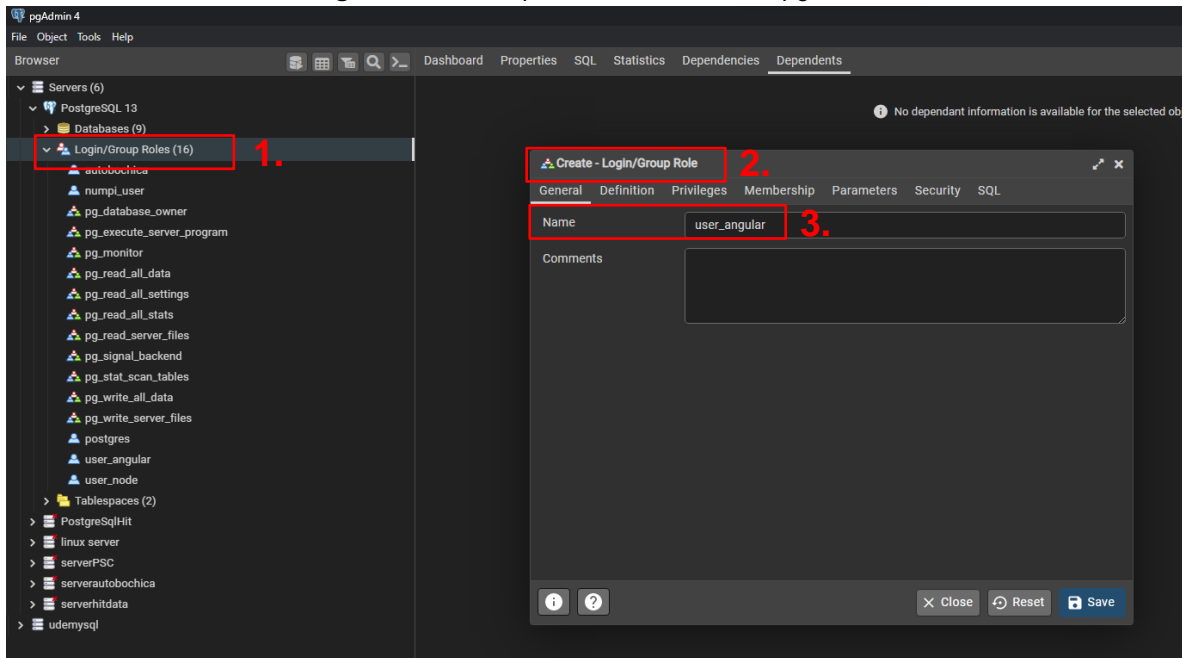 pgAdmin 4
File Object Tools Help
Browser
Dashboard Properties SQL Statistics Dependencies Dependents
Servers (6)
PostgreSQL 13
Databases (9)
Login/Group Roles (16)
1.
autobochica
numpi_user
pg_database_owner
pg_execute_server_program
pg_monitor
pg_read_all_data
pg_read_all_settings
pg_read_all_stats
pg_read_server_files
pg_signal_backend
pg_stat_scan_tables
pg_write_all_data
pg_write_server_files
postgres
user_angular
user_node
Tablespaces (2)
PostgreSqlHit
linux server
serverPSC
serverautobochica
serverhitdata
udemysql
No dependant information is available for the selected obj
Create - Login/Group Role
2.
General Definition Privileges Membership Parameters Security SQL
Name
user_angular
3.
Comments
Close
Reset
Save